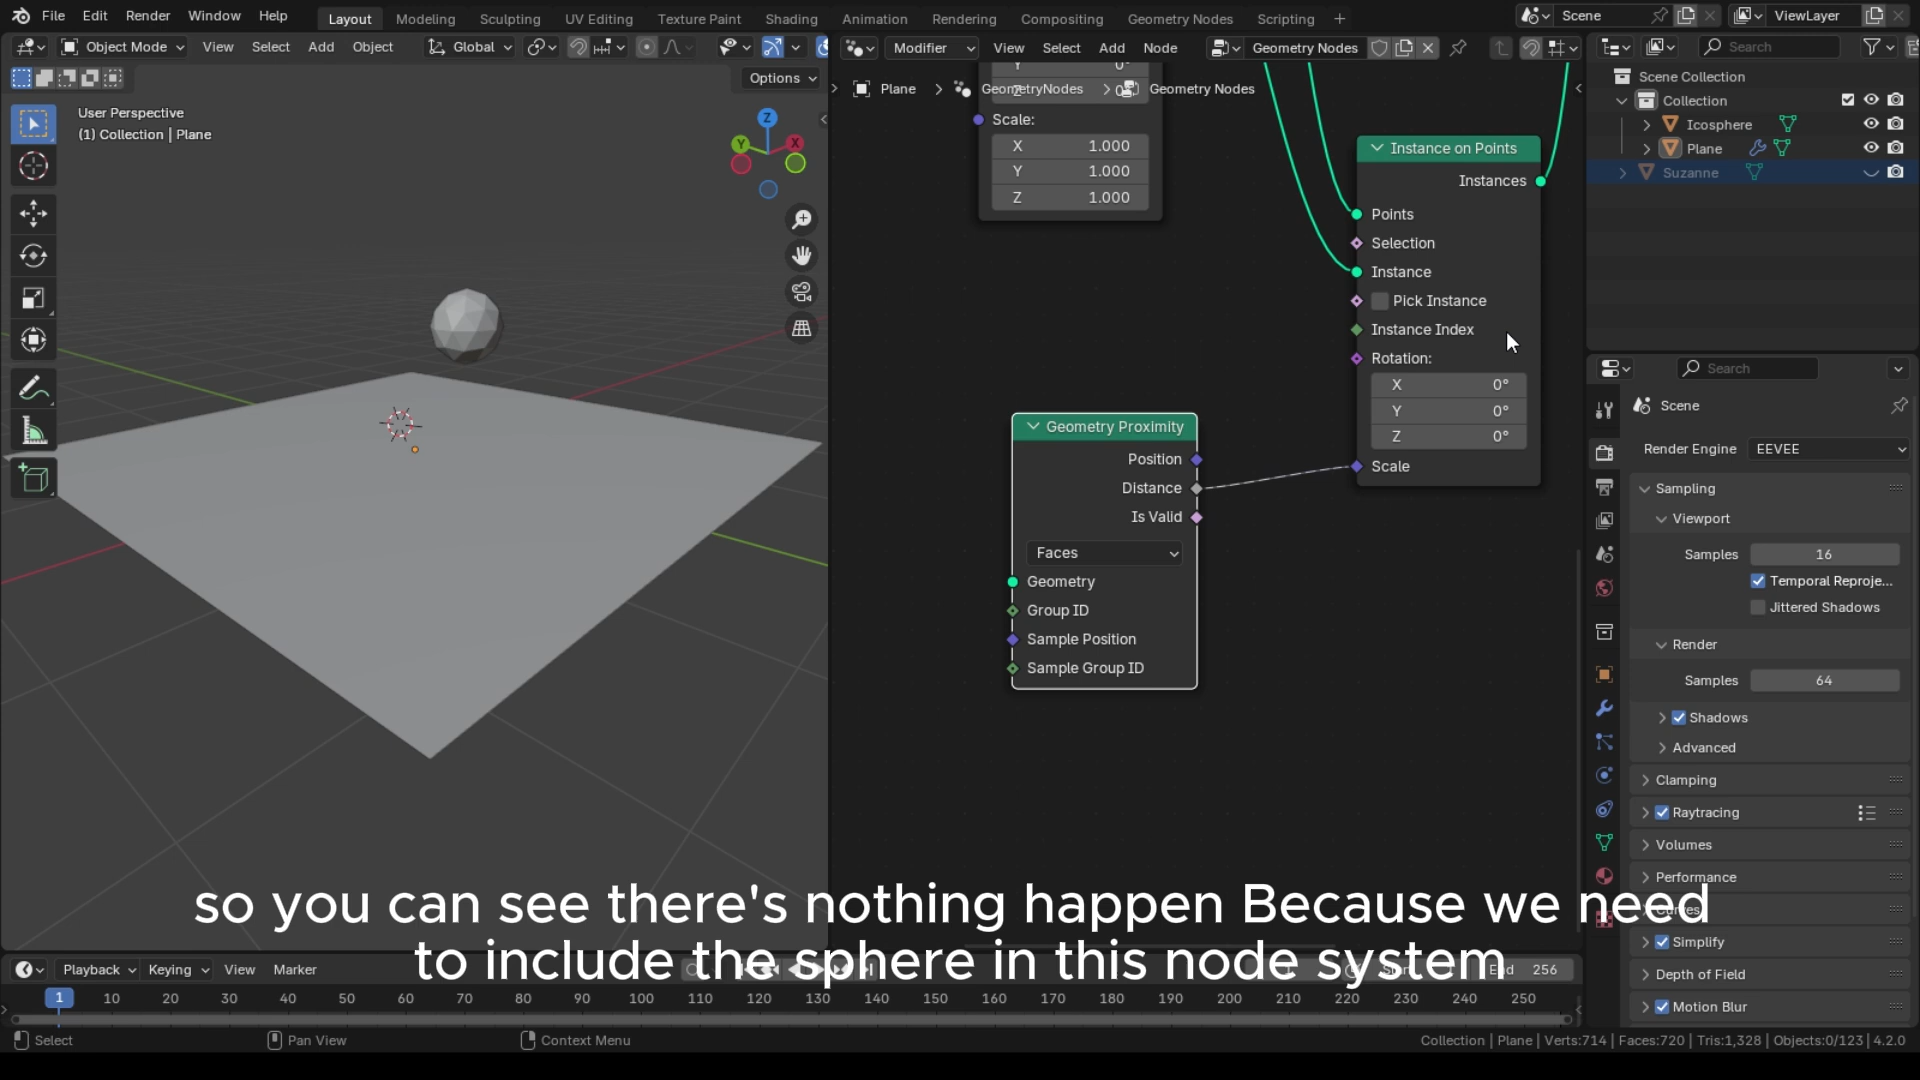 File Edit Render Window Help Layout Modeling Sculpting UV Editing Texture Paint Shading Animation Rendering Compositing Geometry Nodes Scripting + Scene ViewLayer
Object Mode View Select Add Object Global
Modifier View Select Add Node Geometry Nodes
Search
Options
Plane > GeometryNodes > Geometry Nodes
User Perspective
(1) Collection | Plane
Z
Y
X
Y 0°
Z 0°
Scale:
X 1.000
Y 1.000
Z 1.000
Instance on Points
Instances
Points
Selection
Instance
Pick Instance
Instance Index
Rotation:
X 0°
Y 0°
Z 0°
Scale
Geometry Proximity
Position
Distance
Is Valid
Faces
Geometry
Group ID
Sample Position
Sample Group ID
Scene Collection
Collection
Icosphere
Plane
Suzanne
Search
Scene
Render Engine EEVEE
Sampling
Viewport
Samples 16
Temporal Reproje...
Jittered Shadows
Render
Samples 64
Shadows
Advanced
Clamping
Raytracing
Volumes
Performance
Curves
Simplify
Depth of Field
Motion Blur
so you can see there's nothing happen Because we need
to include the sphere in this node system
Playback Keying View Marker 1 Start End 256
1 10 20 30 40 50 60 70 80 90 100 110 120 130 140 150 160 170 180 190 200 210 220 230 240 250
Select Pan View Context Menu Collection | Plane | Verts:714 | Faces:720 | Tris:1,328 | Objects:0/123 | 4.2.0